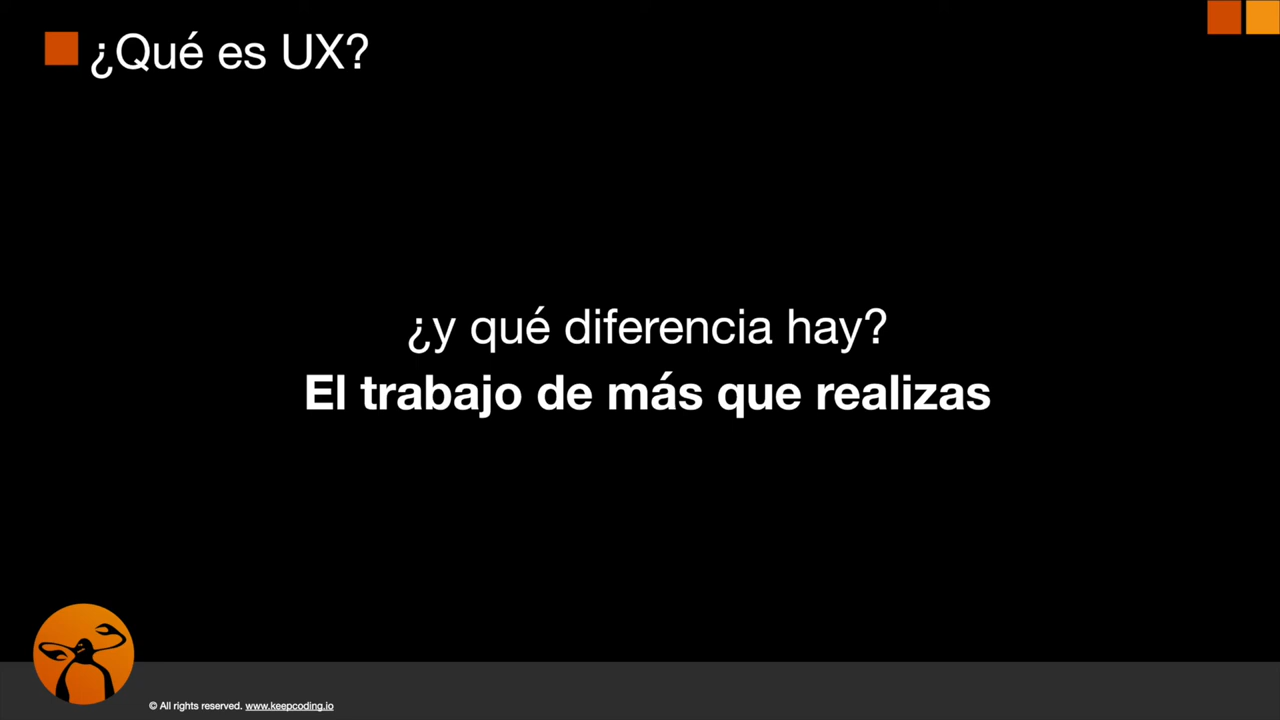 ¿Qué es UX?
¿y qué diferencia hay?
El trabajo de más que realizas
© All rights reserved. www.keepcoding.io